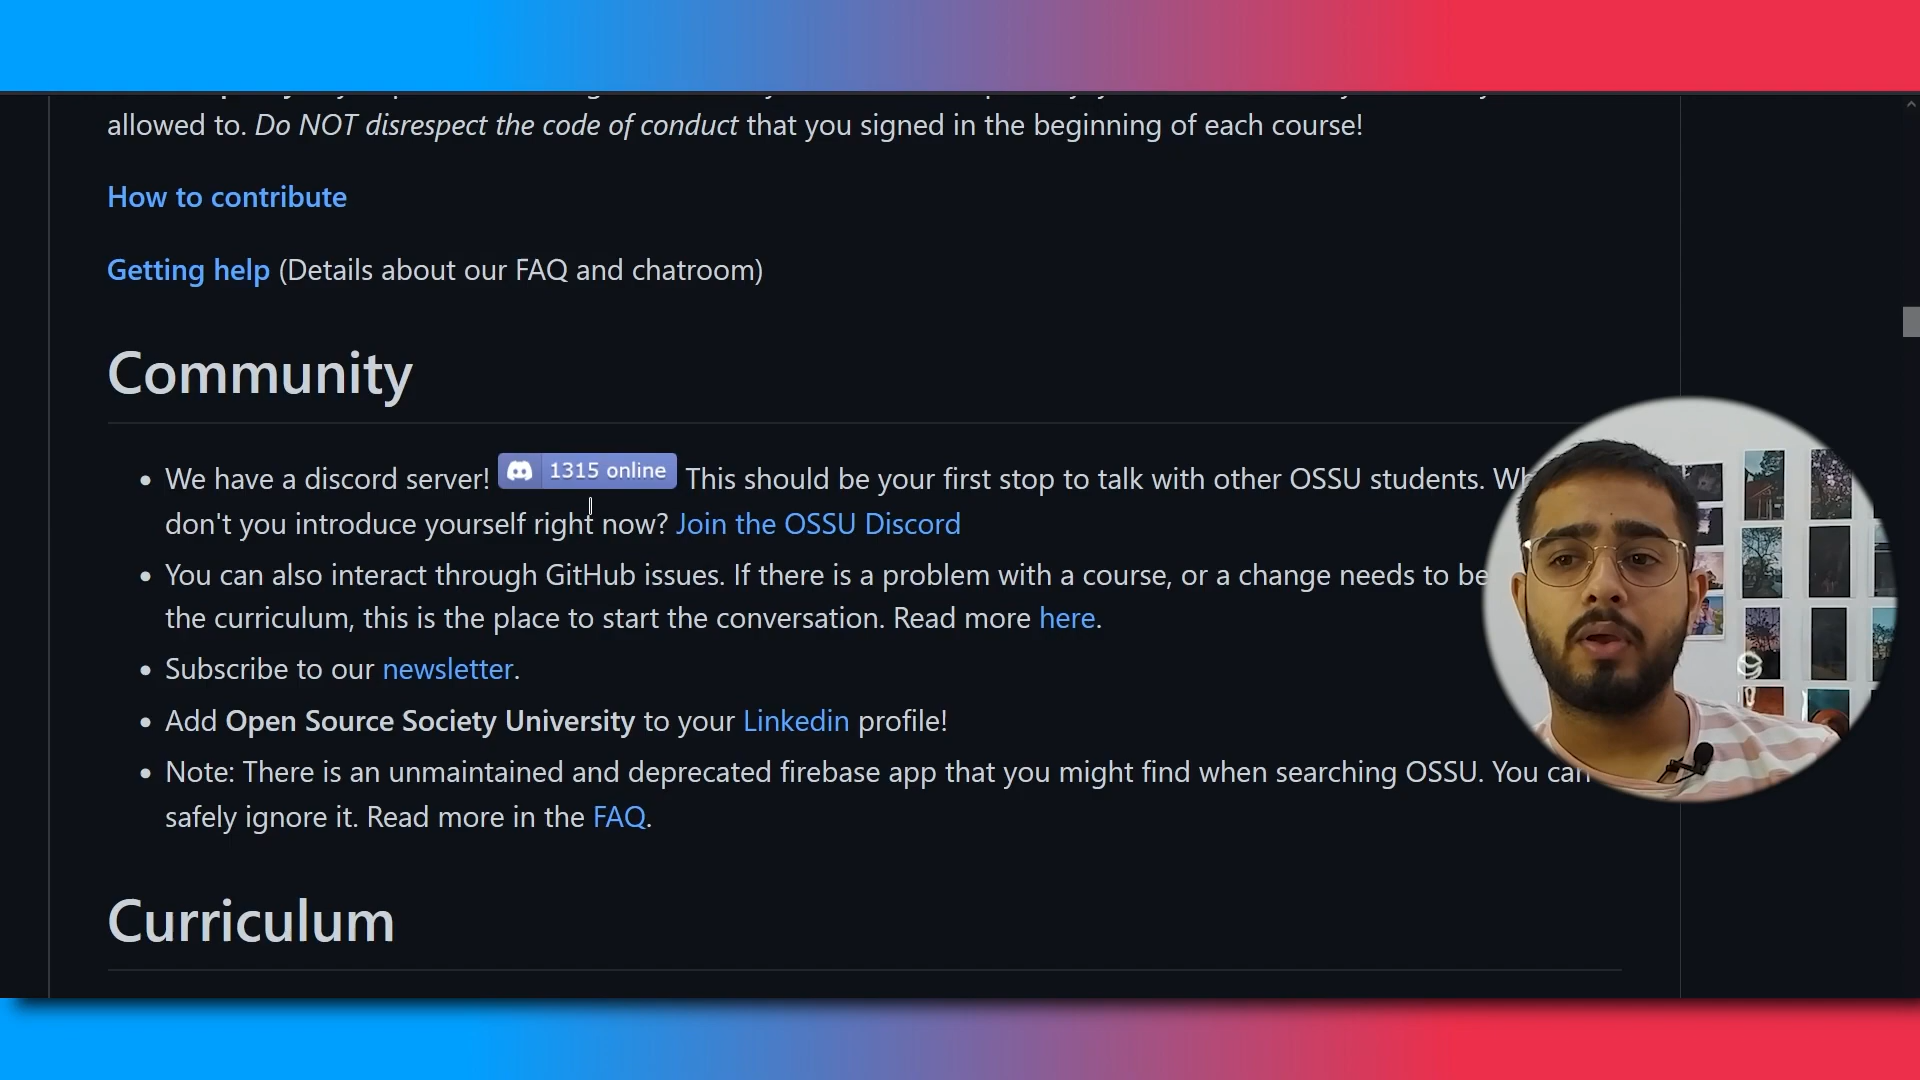 allowed to. Do NOT disrespect the code of conduct that you signed in the beginning of each course!
How to contribute
Getting help (Details about our FAQ and chatroom)
Community
• We have a discord server! 1315 online This should be your first stop to talk with other OSSU students.
don't you introduce yourself right now? Join the OSSU Discord
• You can also interact through GitHub issues. If there is a problem with a course, or a change needs to be
the curriculum, this is the place to start the conversation. Read more here.
• Subscribe to our newsletter.
• Add Open Source Society University to your Linkedin profile!
• Note: There is an unmaintained and deprecated firebase app that you might find when searching OSSU. You can
safely ignore it. Read more in the FAQ.
Curriculum